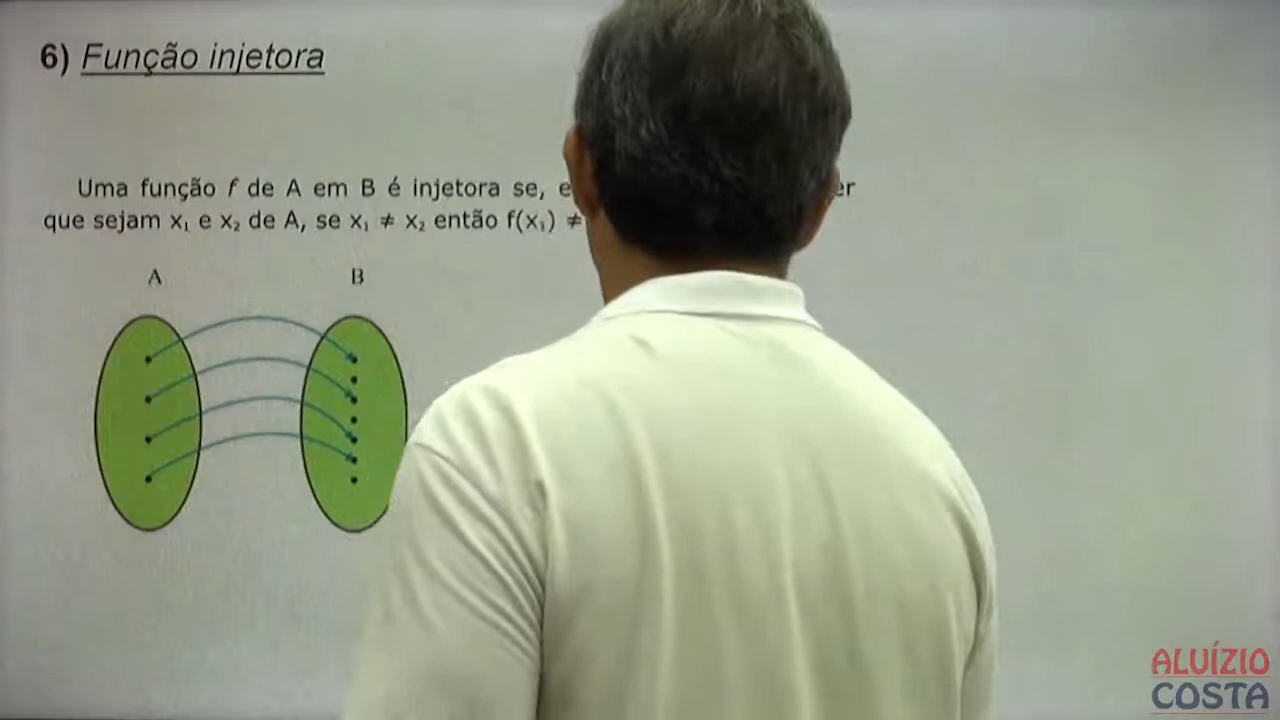 6) Função injetora
Uma função f de A em B é injetora se, e
que sejam x₁ e x₂ de A, se x₁ ≠ x₂ então f(x₁) ≠
A B
ALUÍZIO
COSTA